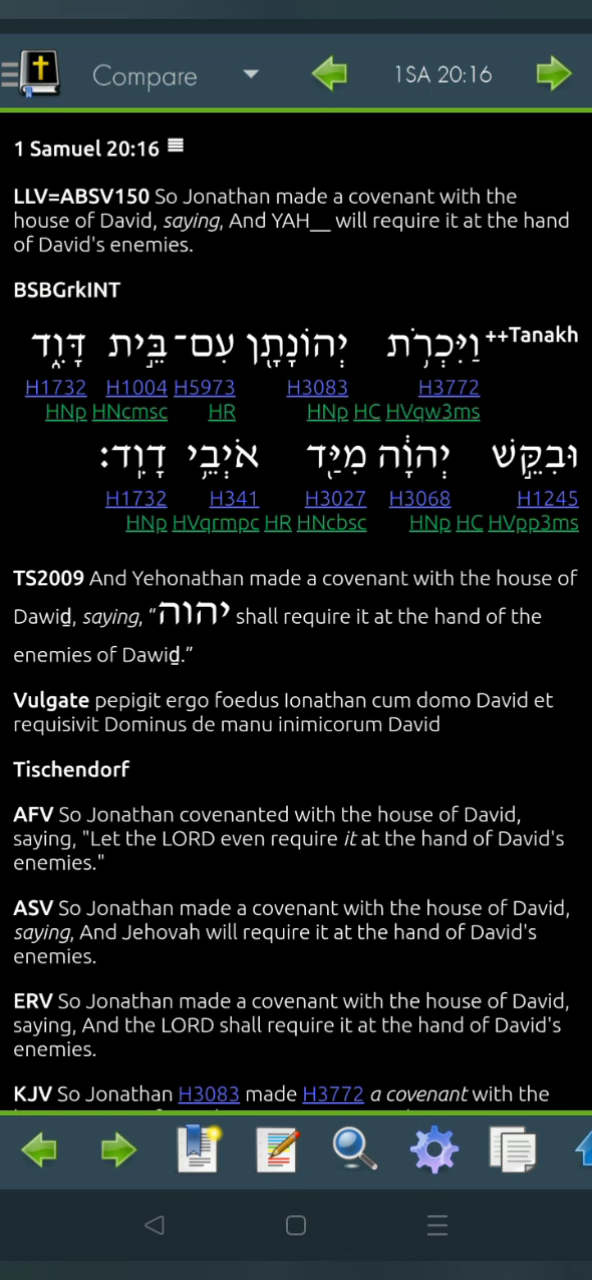 Compare
1SA 20:16
1 Samuel 20:16
LLV=ABSV150 So Jonathan made a covenant with the
house of David, saying, And YAH__ will require it at the hand
of David's enemies.
BSBGrkINT
++Tanakh וַיִּכְרֹ֥ת יְהוֹנָתָ֖ן עִם־בֵּ֣ית דָּוִ֑ד
H1732 H1004 H5973 H3083 H3772
HNp HNcmsc HR HNp HC HVqw3ms
וּבִקֵּ֣שׁ יְהוָ֔ה מִיַּ֖ד אֹיְבֵ֥י דָוִֽד׃
H1732 H341 H3027 H3068 H1245
HNp HVqrmpc HR HNcbsc HNp HC HVpp3ms
TS2009 And Yehonathan made a covenant with the house of
Dawiḏ, saying, “יהוה shall require it at the hand of the
enemies of Dawiḏ.”
Vulgate pepigit ergo foedus Ionathan cum domo David et
requisivit Dominus de manu inimicorum David
Tischendorf
AFV So Jonathan covenanted with the house of David,
saying, "Let the LORD even require it at the hand of David's
enemies."
ASV So Jonathan made a covenant with the house of David,
saying, And Jehovah will require it at the hand of David's
enemies.
ERV So Jonathan made a covenant with the house of David,
saying, And the LORD shall require it at the hand of David's
enemies.
KJV So Jonathan H3083 made H3772 a covenant with the